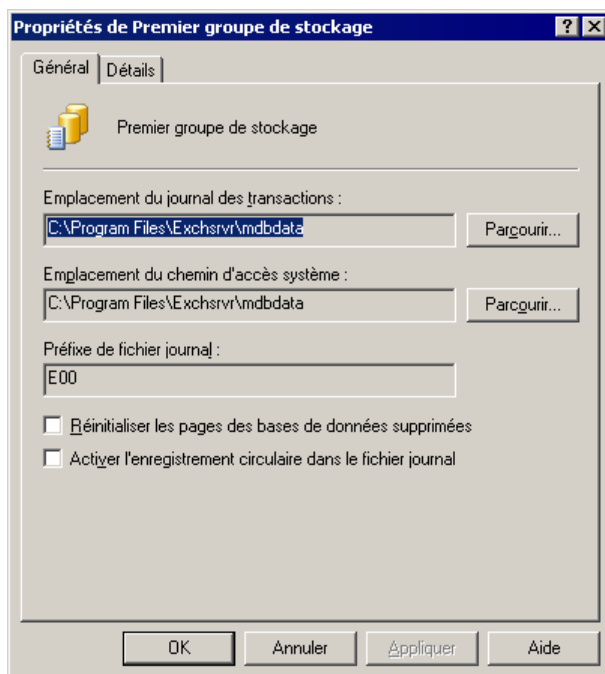 Propriétés de Premier groupe de stockage
Général
Détails
Premier groupe de stockage
Emplacement du journal des transactions :
C:\Program Files\Exchsrvr\mdbdata
Parcourir...
Emplacement du chemin d'accès système :
C:\Program Files\Exchsrvr\mdbdata
Parcourir...
Préfixe de fichier journal :
E00
Réinitialiser les pages des bases de données supprimées
Activer l'enregistrement circulaire dans le fichier journal
OK
Annuler
Appliquer
Aide